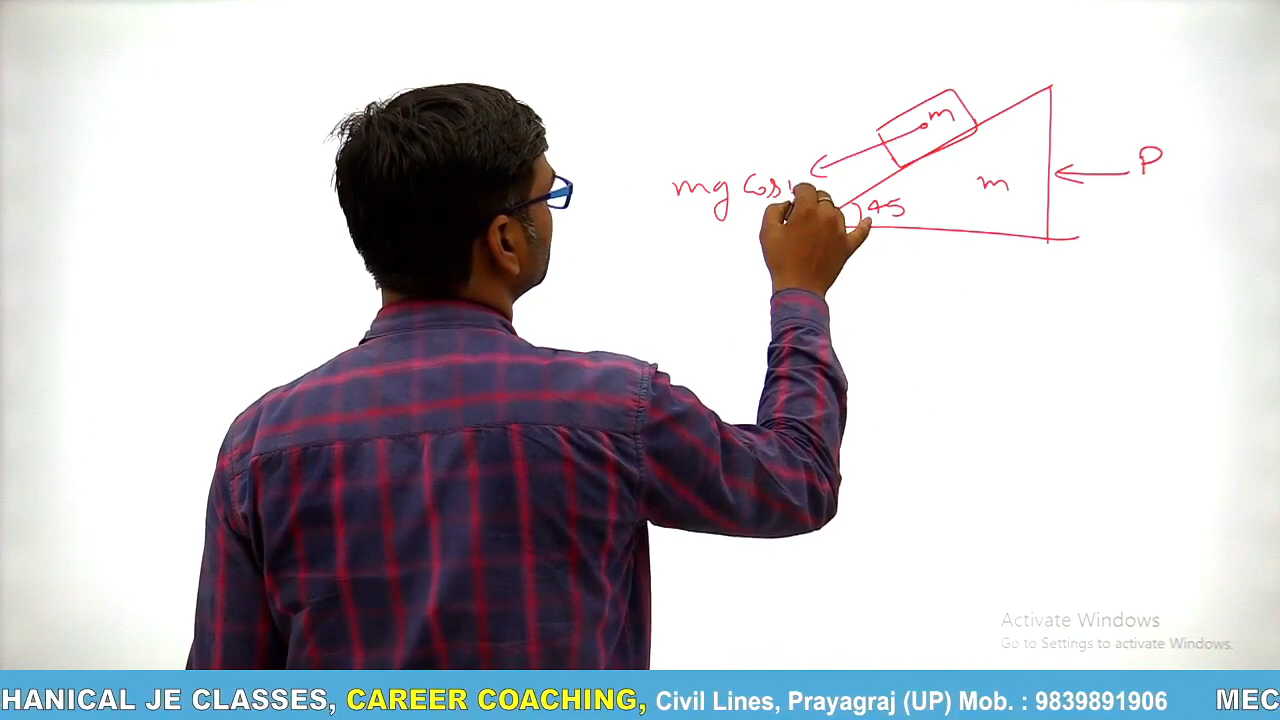 m
P
mg cos
m
45
Activate Windows
Go to Settings to activate Windows.
HANICAL JE CLASSES, CAREER COACHING, Civil Lines, Prayagraj (UP) Mob. : 9839891906 MEC